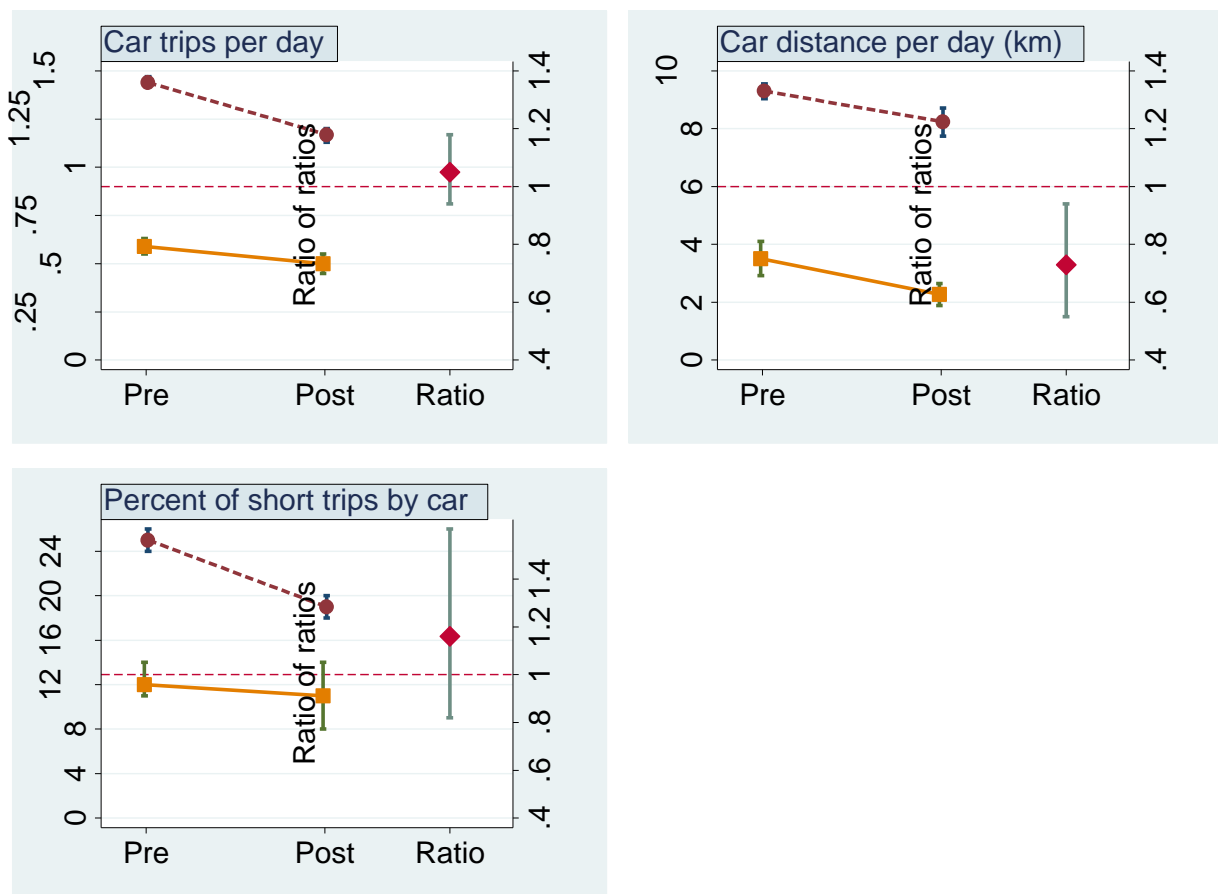 Car trips per day
0
.25
.5
.75
1
1.25
1.5
Ratio of ratios
.4
.6
.8
1
1.2
1.4
Pre
Post
Ratio
Car distance per day (km)
0
2
4
6
8
10
Ratio of ratios
.4
.6
.8
1
1.2
1.4
Pre
Post
Ratio
Percent of short trips by car
0
4
8
12
16
20
24
Ratio of ratios
.4
.6
.8
1
1.2
1.4
Pre
Post
Ratio